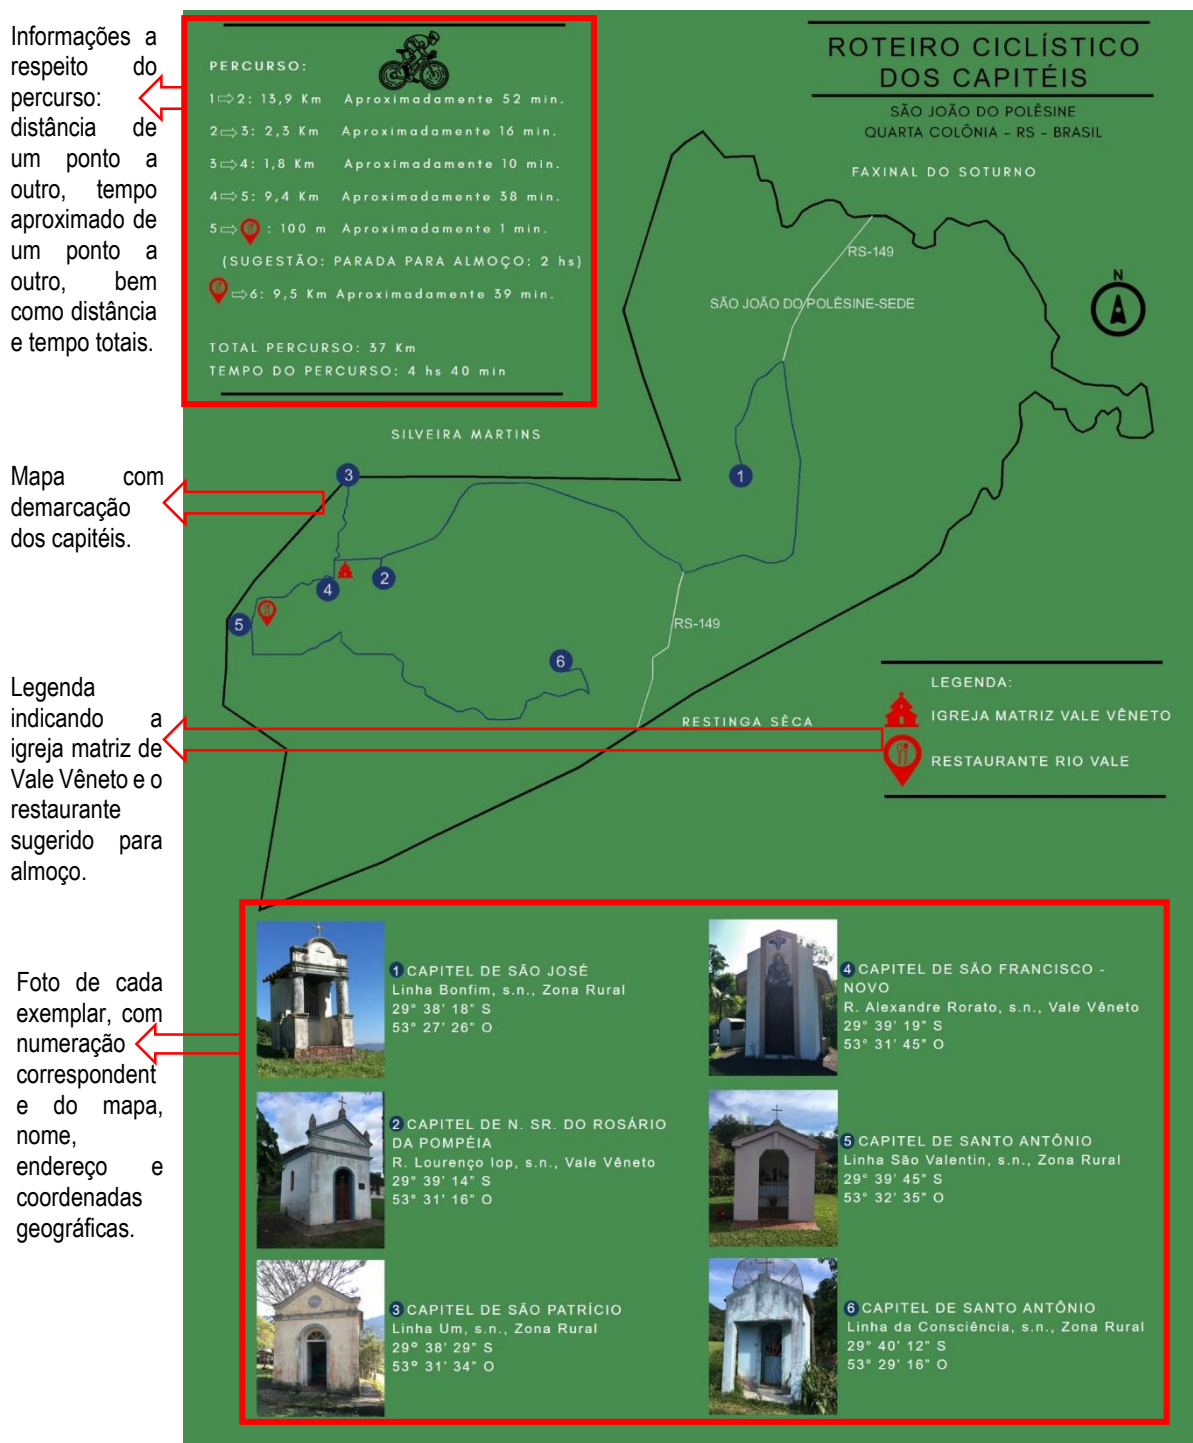 Informações a
respeito do
percurso:
distância de
um ponto a
outro, tempo
aproximado de
um ponto a
outro, bem
como distância
e tempo totais.
Mapa com
demarcação
dos capitéis.
Legenda
indicando a
igreja matriz de
Vale Vêneto e o
restaurante
sugerido para
almoço.
Foto de cada
exemplar, com
numeração
correspondent
e do mapa,
nome,
endereço e
coordenadas
geográficas.
PERCURSO:
1⇨2: 13,9 Km Aproximadamente 52 min.
2⇨3: 2,3 Km Aproximadamente 16 min.
3⇨4: 1,8 Km Aproximadamente 10 min.
4⇨5: 9,4 Km Aproximadamente 38 min.
5⇨ : 100 m Aproximadamente 1 min.
(SUGESTÃO: PARADA PARA ALMOÇO: 2 hs)
⇨6: 9,5 Km Aproximadamente 39 min.
TOTAL PERCURSO: 37 Km
TEMPO DO PERCURSO: 4 hs 40 min
ROTEIRO CICLÍSTICO
DOS CAPITÉIS
SÃO JOÃO DO POLÊSINE
QUARTA COLÔNIA - RS - BRASIL
FAXINAL DO SOTURNO
RS-149
N
SÃO JOÃO DO POLÊSINE-SEDE
SILVEIRA MARTINS
3
1
2
4
5
RS-149
6
RESTINGA SÊCA
LEGENDA:
IGREJA MATRIZ VALE VÊNETO
RESTAURANTE RIO VALE
1 CAPITEL DE SÃO JOSÉ
Linha Bonfim, s.n., Zona Rural
29° 38' 18" S
53° 27' 26" O
2 CAPITEL DE N. SR. DO ROSÁRIO
DA POMPÉIA
R. Lourenço Iop, s.n., Vale Vêneto
29° 39' 14" S
53° 31' 16" O
3 CAPITEL DE SÃO PATRÍCIO
Linha Um, s.n., Zona Rural
29º 38' 29" S
53º 31' 34" O
4 CAPITEL DE SÃO FRANCISCO -
NOVO
R. Alexandre Rorato, s.n., Vale Vêneto
29° 39' 19" S
53° 31' 45" O
5 CAPITEL DE SANTO ANTÔNIO
Linha São Valentin, s.n., Zona Rural
29° 39' 45" S
53° 32' 35" O
6 CAPITEL DE SANTO ANTÔNIO
Linha da Consciência, s.n., Zona Rural
29° 40' 12" S
53° 29' 16" O